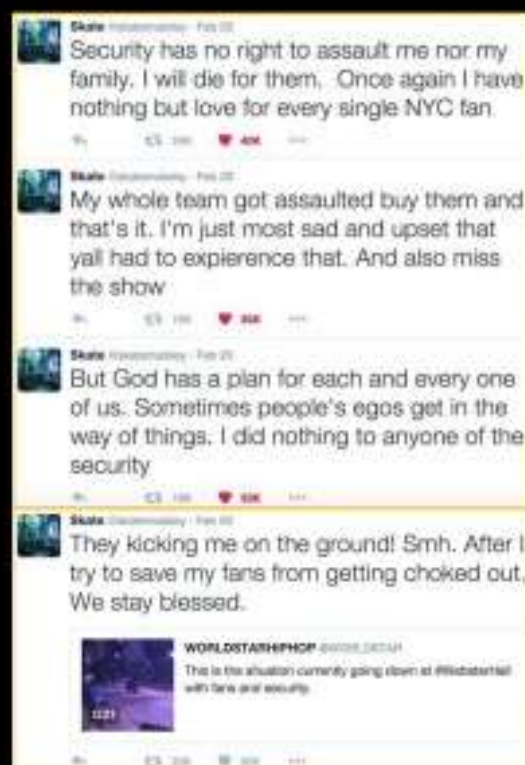 Skate
Security has no right to assault me nor my
family. I will die for them.  Once again I have
nothing but love for every single NYC fan
40K
Skate
My whole team got assaulted buy them and
that's it. I'm just most sad and upset that
yall had to expierence that. And also miss
the show
Skate
But God has a plan for each and every one
of us. Sometimes people's egos get in the
way of things. I did nothing to anyone of the
security
Skate
They kicking me on the ground! Smh. After I
try to save my fans from getting choked out.
We stay blessed.
WORLDSTARHIPHOP
This is the situation currently going down at
with fans and security.